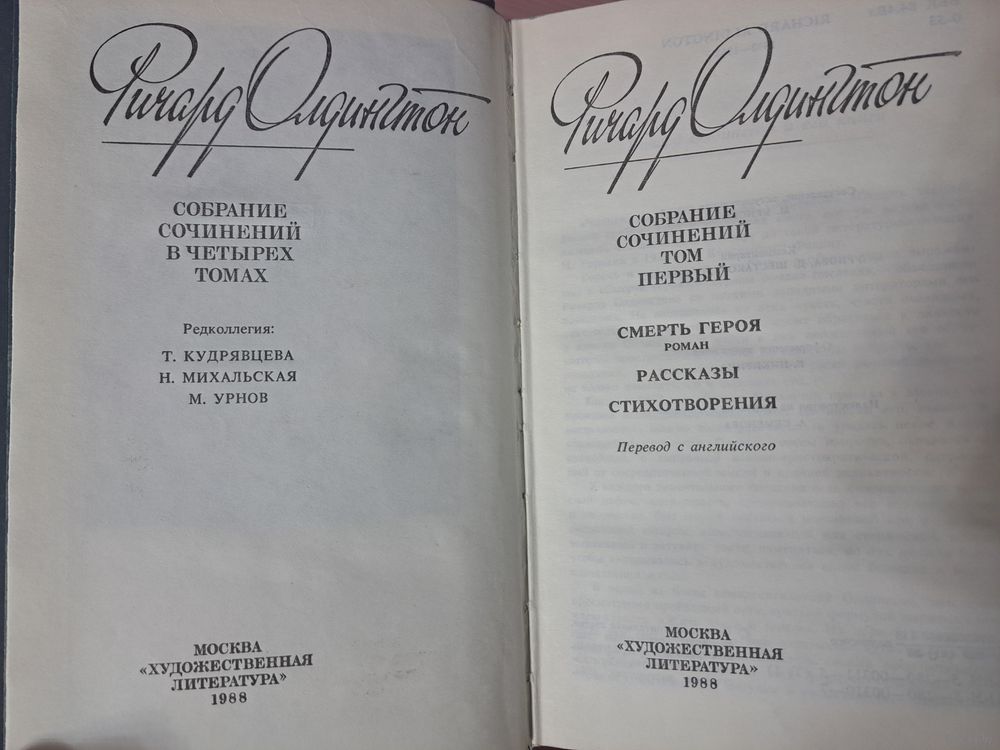 Ричард Олдингтон
СОБРАНИЕ
СОЧИНЕНИЙ
В ЧЕТЫРЕХ
ТОМАХ
Редколлегия:
Т. КУДРЯВЦЕВА
Н. МИХАЛЬСКАЯ
М. УРНОВ
МОСКВА
«ХУДОЖЕСТВЕННАЯ
ЛИТЕРАТУРА»
1988
Ричард Олдингтон
СОБРАНИЕ
СОЧИНЕНИЙ
ТОМ
ПЕРВЫЙ
СМЕРТЬ ГЕРОЯ
РОМАН
РАССКАЗЫ
СТИХОТВОРЕНИЯ
Перевод с английского
МОСКВА
«ХУДОЖЕСТВЕННАЯ
ЛИТЕРАТУРА»
1988